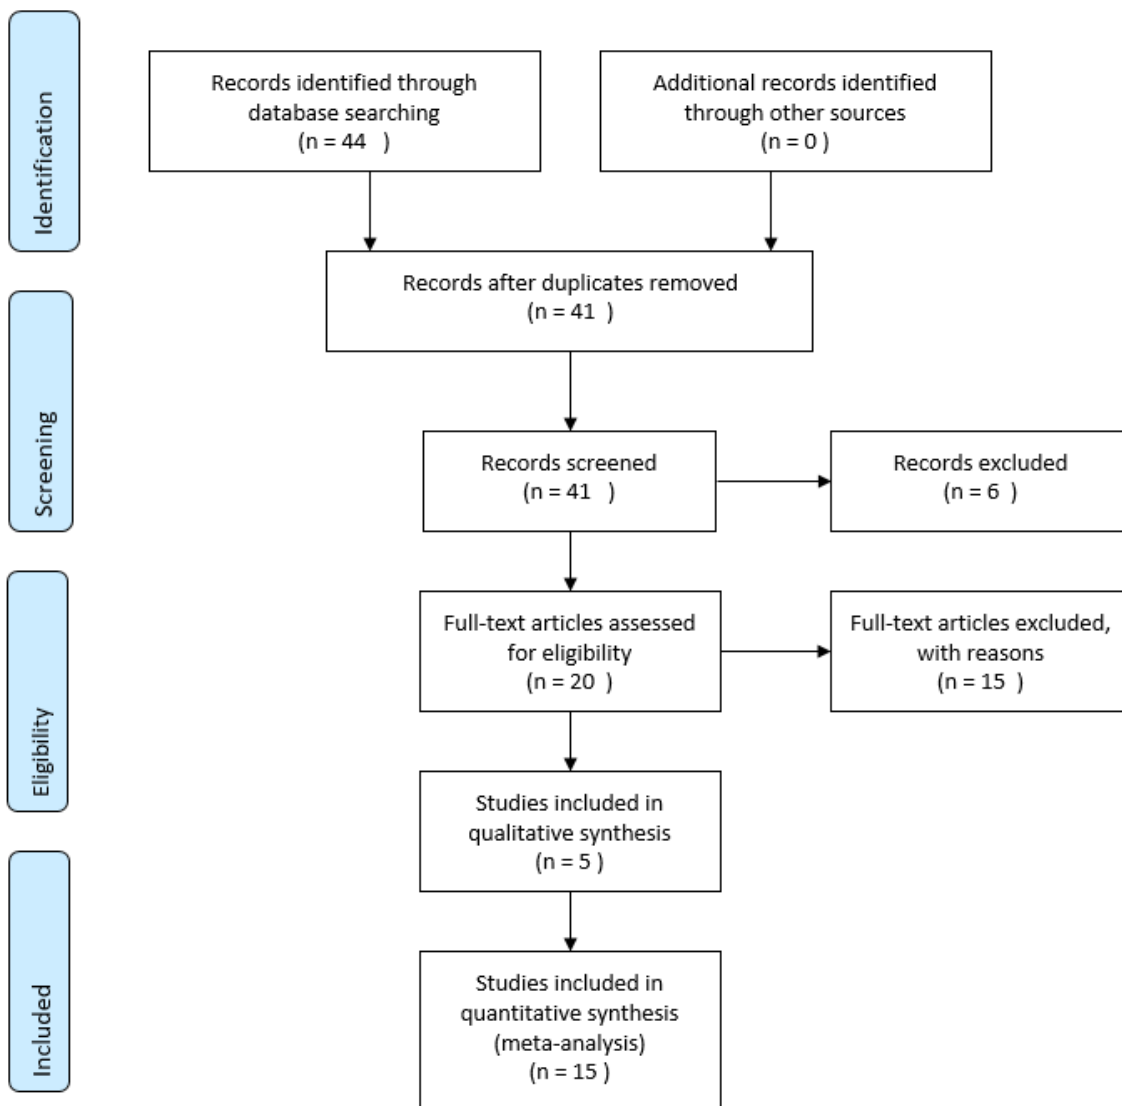 Identification
Records identified through
database searching
(n = 44 )
Additional records identified
through other sources
(n = 0 )
Records after duplicates removed
(n = 41 )
Screening
Records screened
(n = 41 )
Records excluded
(n = 6 )
Eligibility
Full-text articles assessed
for eligibility
(n = 20 )
Full-text articles excluded,
with reasons
(n = 15 )
Studies included in
qualitative synthesis
(n = 5 )
Included
Studies included in
quantitative synthesis
(meta-analysis)
(n = 15 )